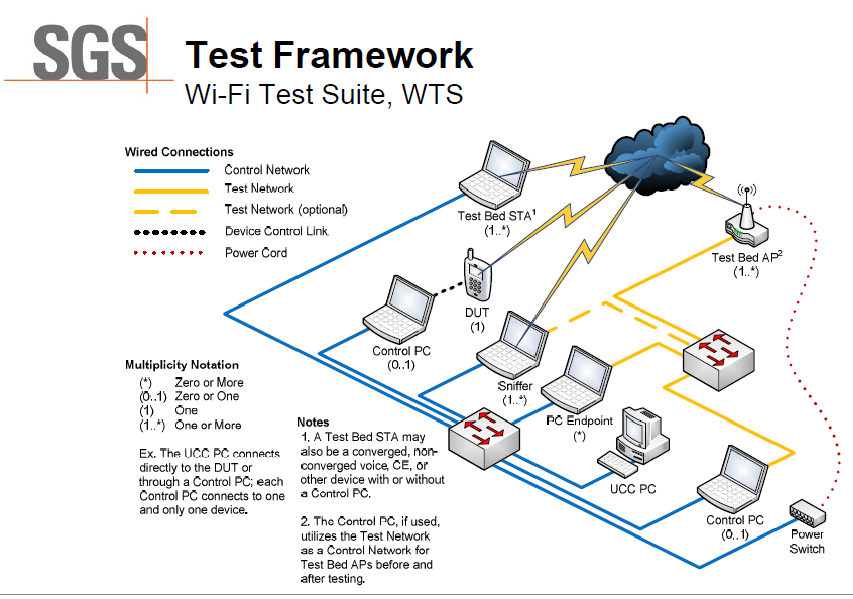 SGS
Test Framework
Wi-Fi Test Suite, WTS
Wired Connections
Control Network
Test Network
Test Network (optional)
Device Control Link
Power Cord
Test Bed STA1
(1..*)
Test Bed AP2
(1..*)
DUT
(1)
Control PC
(0..1)
Sniffer
(1..*)
PC Endpoint
(*)
UCC PC
Control PC
(0..1)
Power
Switch
Multiplicity Notation
(*) Zero or More
(0..1) Zero or One
(1) One
(1..*) One or More
Ex. The UCC PC connects
directly to the DUT or
through a Control PC; each
Control PC connects to one
and only one device.
Notes
1. A Test Bed STA may
also be a converged, non-
converged voice, CE, or
other device with or without
a Control PC.
2. The Control PC, if used,
utilizes the Test Network
as a Control Network for
Test Bed APs before and
after testing.